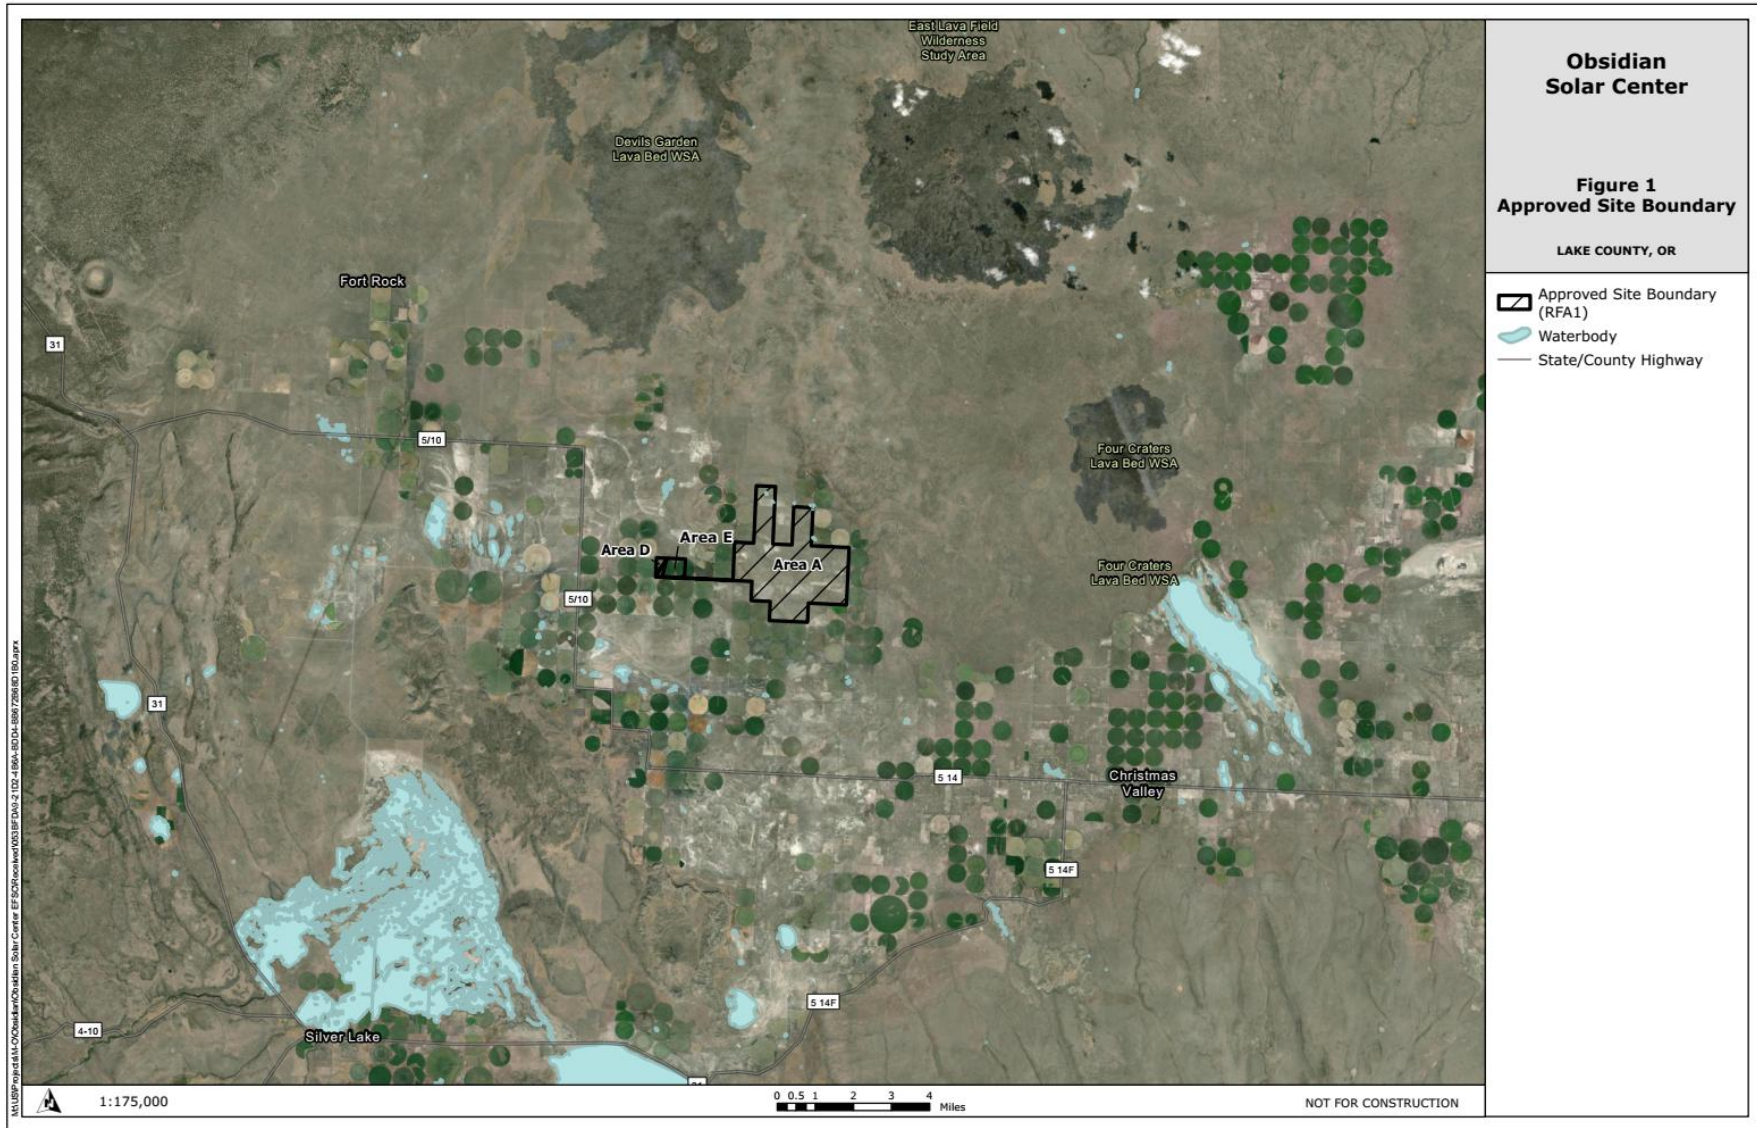 Obsidian
Solar Center
Figure 1
Approved Site Boundary
LAKE COUNTY, OR
Approved Site Boundary
(RFA1)
Waterbody
State/County Highway
East Lava Field
Wilderness
Study Area
Devils Garden
Lava Bed WSA
Fort Rock
31
5/10
Four Craters
Lava Bed WSA
Area D
Area E
Area A
Four Craters
Lava Bed WSA
5/10
31
5 14
Christmas
Valley
5 14F
5 14F
4-10
Silver Lake
1:175,000
0 0.5 1 2 3 4
Miles
NOT FOR CONSTRUCTION